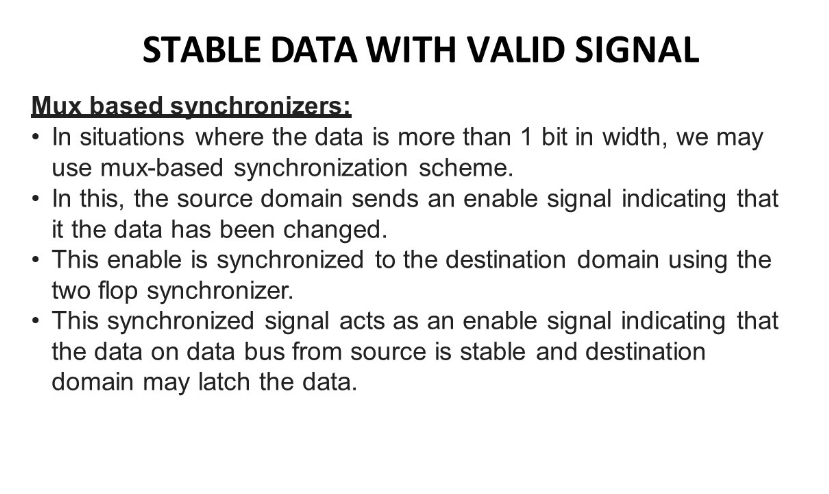 STABLE DATA WITH VALID SIGNAL
Mux based synchronizers:
• In situations where the data is more than 1 bit in width, we may
use mux-based synchronization scheme.
• In this, the source domain sends an enable signal indicating that
it the data has been changed.
• This enable is synchronized to the destination domain using the
two flop synchronizer.
• This synchronized signal acts as an enable signal indicating that
the data on data bus from source is stable and destination
domain may latch the data.